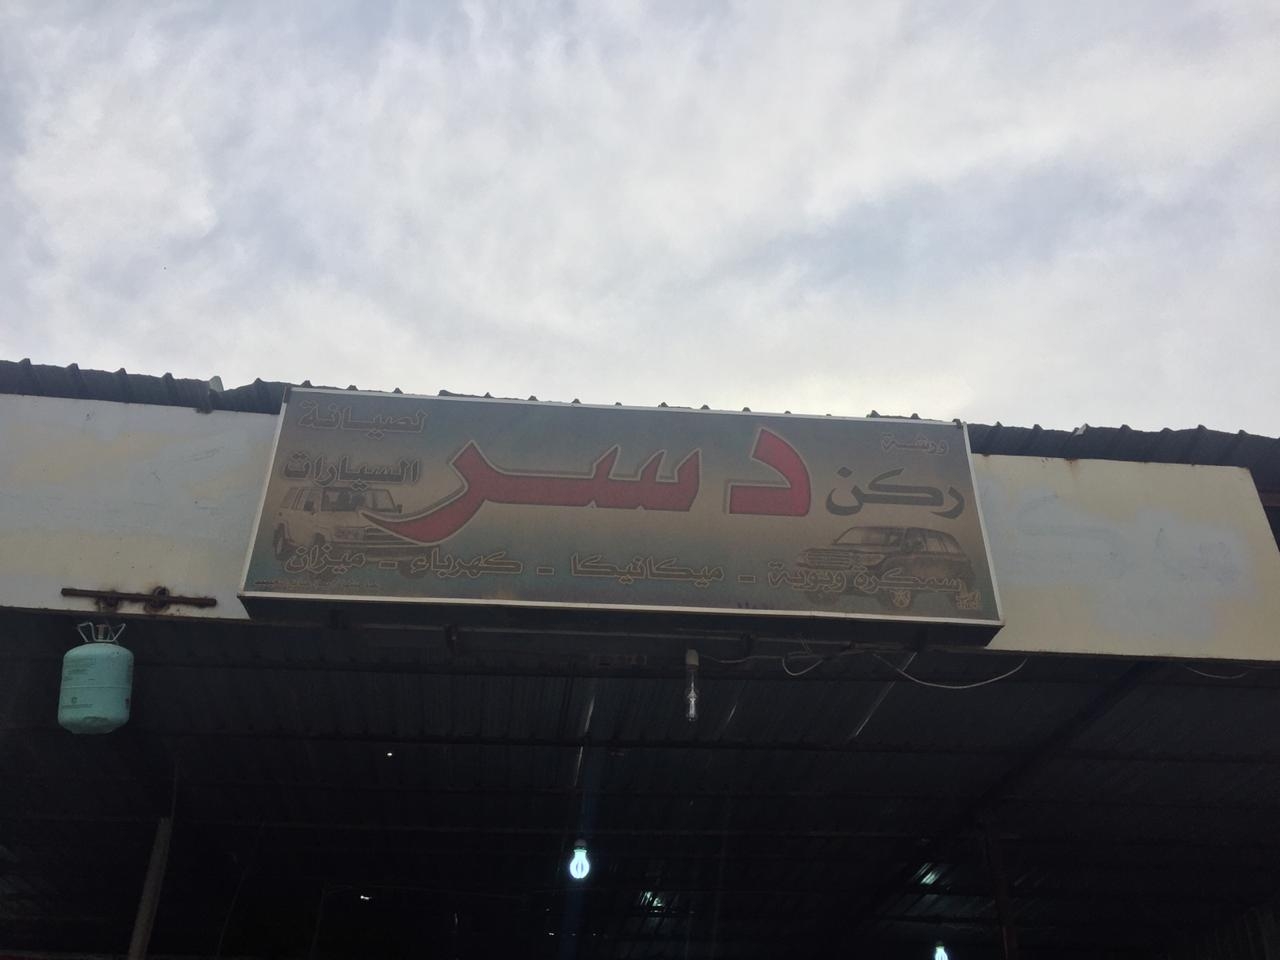 ورشة
ركن
دسر
لصيانة
السيارات
سمكرة وبوية - ميكانيكا - كهرباء - ميزان